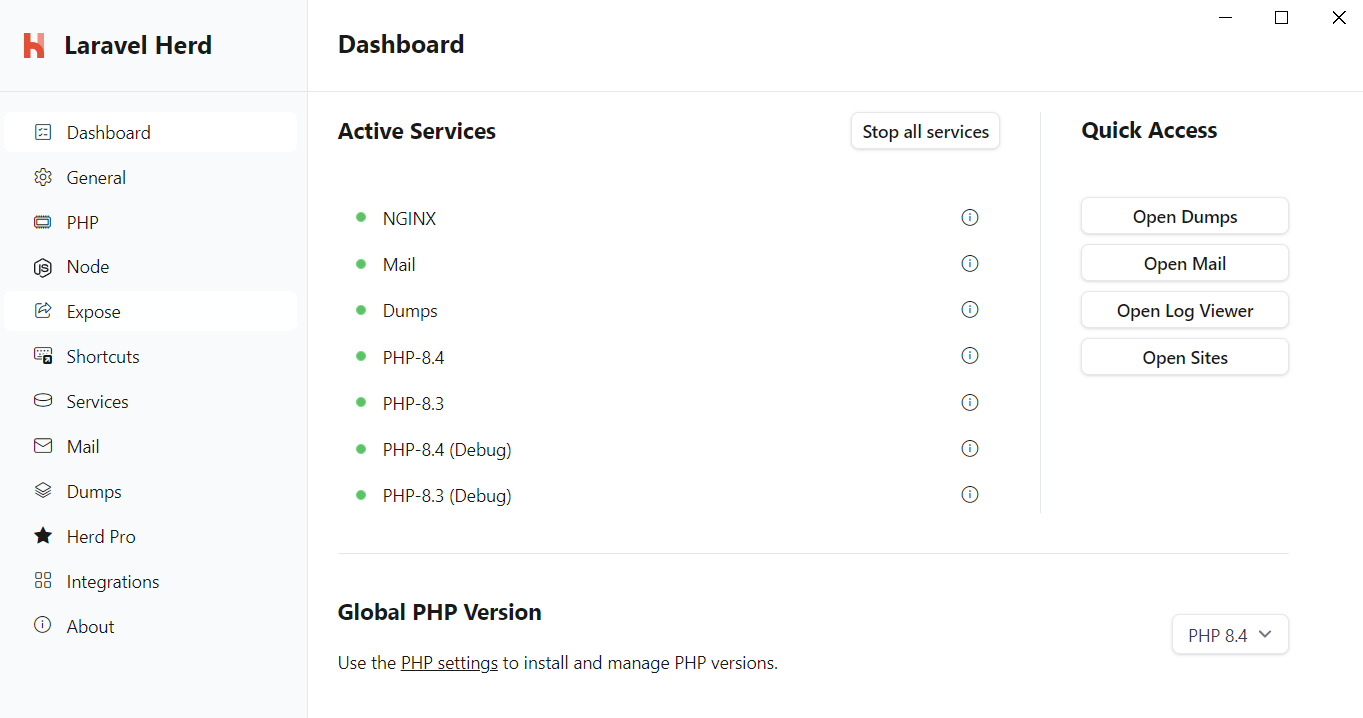 Laravel Herd
Dashboard
General
PHP
Node
Expose
Shortcuts
Services
Mail
Dumps
Herd Pro
Integrations
About
Dashboard
Active Services
Stop all services
NGINX
Mail
Dumps
PHP-8.4
PHP-8.3
PHP-8.4 (Debug)
PHP-8.3 (Debug)
Quick Access
Open Dumps
Open Mail
Open Log Viewer
Open Sites
Global PHP Version
Use the PHP settings to install and manage PHP versions.
PHP 8.4